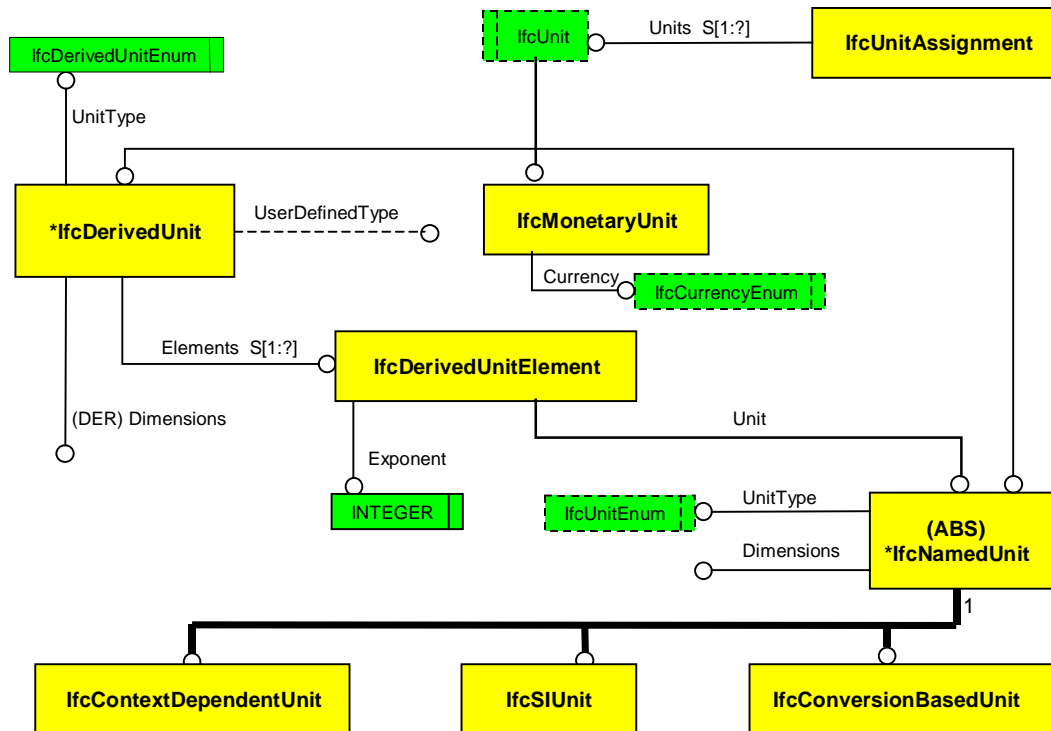 Units S[1:?]
IfcUnit
IfcUnitAssignment
IfcDerivedUnitEnum
UnitType
*IfcDerivedUnit
UserDefinedType
IfcMonetaryUnit
Currency
IfcCurrencyEnum
Elements S[1:?]
IfcDerivedUnitElement
(DER) Dimensions
Unit
Exponent
INTEGER
IfcUnitEnum
UnitType
(ABS)
*IfcNamedUnit
Dimensions
1
IfcContextDependentUnit
IfcSIUnit
IfcConversionBasedUnit